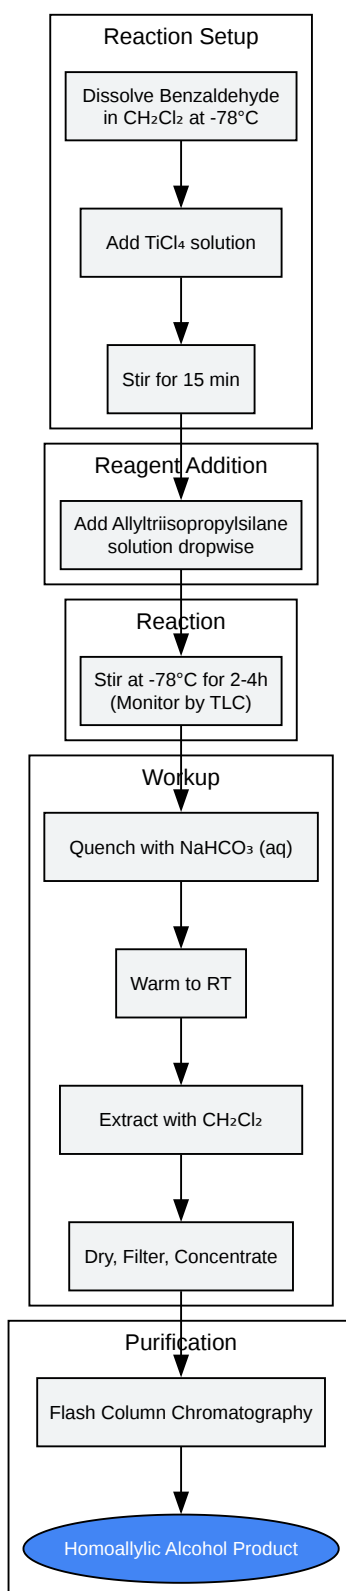 Reaction Setup
Dissolve Benzaldehyde
in CH₂Cl₂ at -78°C
Add TiCl₄ solution
Stir for 15 min
Reagent Addition
Add Allyltriisopropylsilane
solution dropwise
Reaction
Stir at -78°C for 2-4h
(Monitor by TLC)
Workup
Quench with NaHCO₃ (aq)
Warm to RT
Extract with CH₂Cl₂
Dry, Filter, Concentrate
Purification
Flash Column Chromatography
Homoallylic Alcohol Product